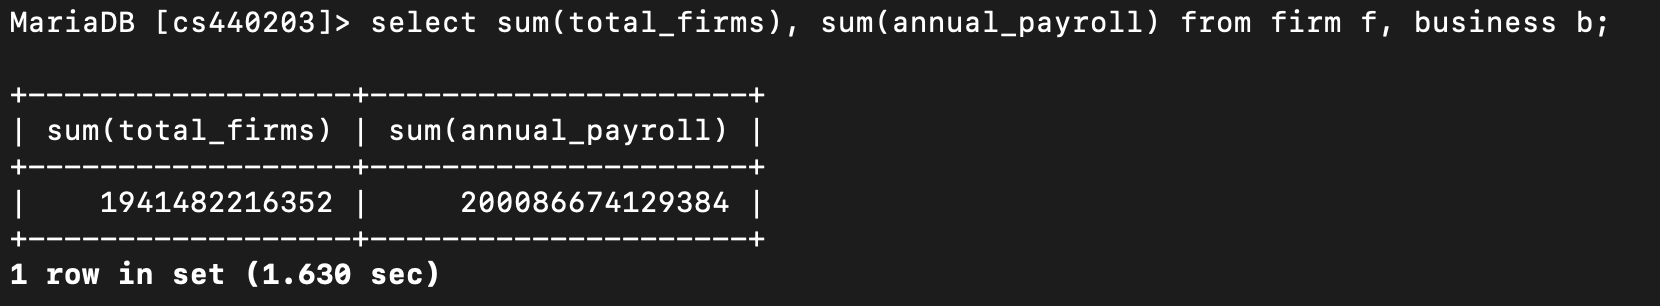 MariaDB [cs440203]> select sum(total_firms), sum(annual_payroll) from firm f, business b;
+------------------+---------------------+
| sum(total_firms) | sum(annual_payroll) |
+------------------+---------------------+
|    1941482216352 |     200086674129384 |
+------------------+---------------------+
1 row in set (1.630 sec)